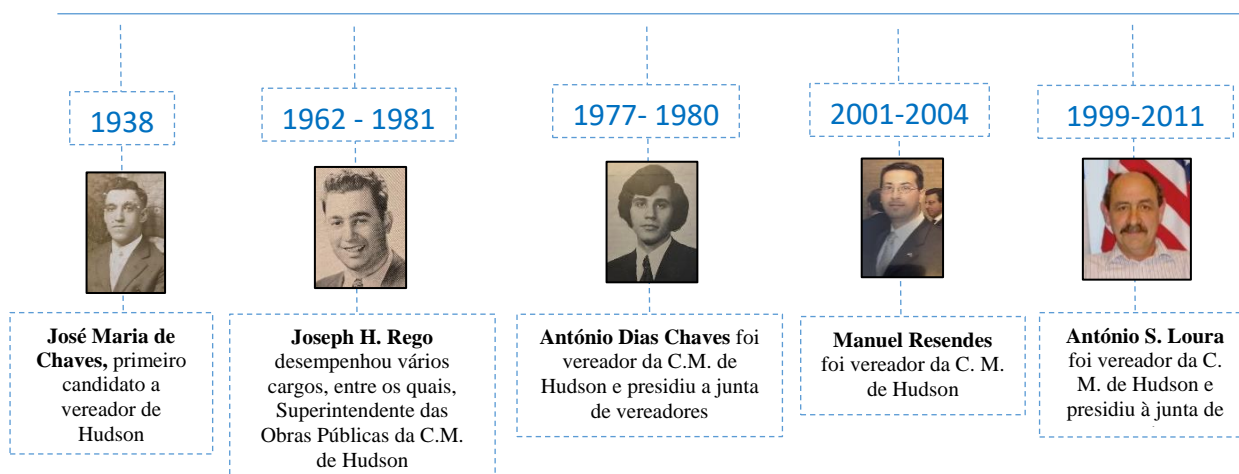 1938
José Maria de
Chaves, primeiro
candidato a
vereador de
Hudson
1962 - 1981
Joseph H. Rego
desempenhou vários
cargos, entre os quais,
Superintendente das
Obras Públicas da C.M.
de Hudson
1977- 1980
António Dias Chaves foi
vereador da C.M. de
Hudson e presidiu a junta
de vereadores
2001-2004
Manuel Resendes
foi vereador da C. M.
de Hudson
1999-2011
António S. Loura
foi vereador da C.
M. de Hudson e
presidiu à junta de